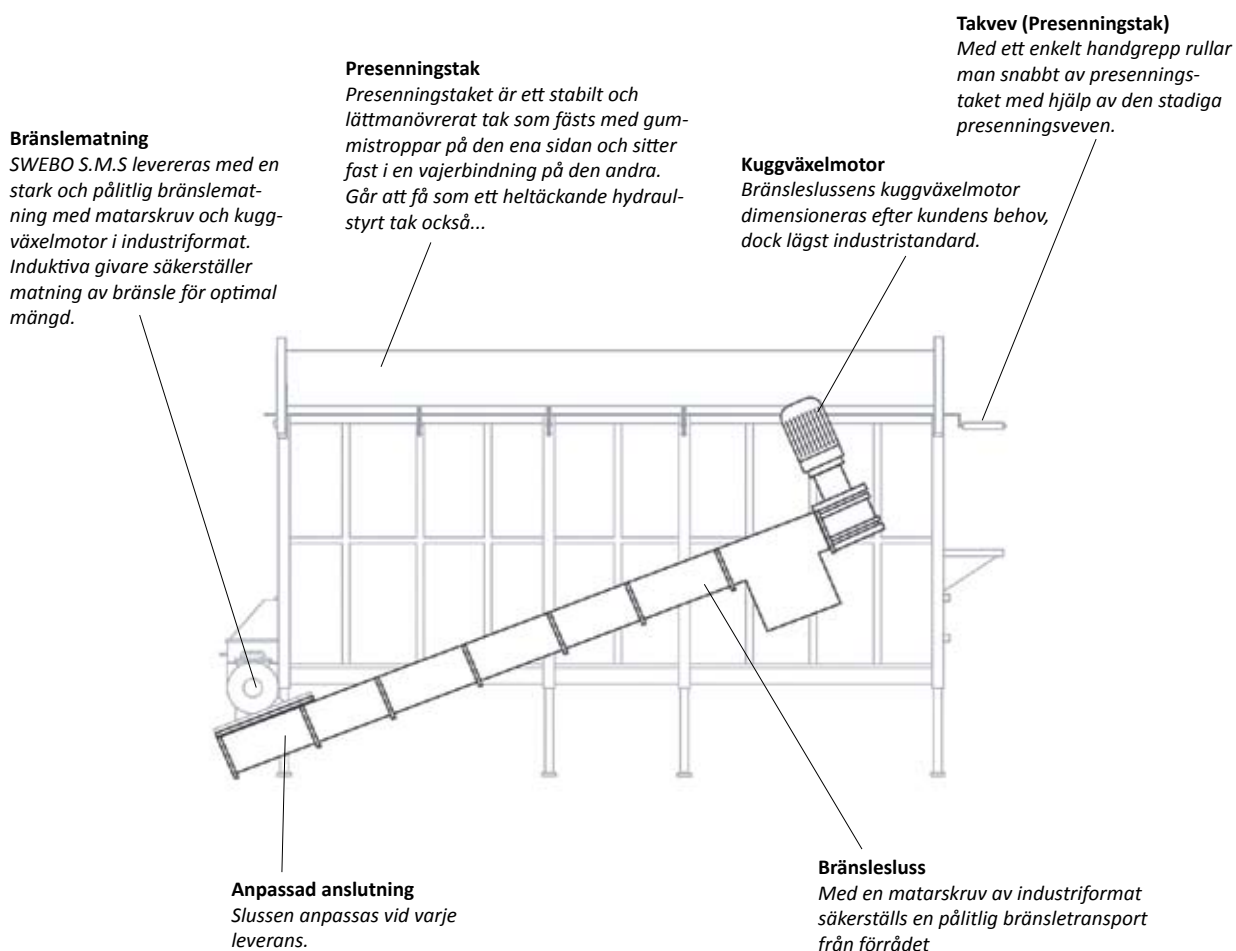 Takvev (Presenningstak)
Med ett enkelt handgrepp rullar
man snabbt av presennings-
taket med hjälp av den stadiga
presenningsveven.
Presenningstak
Presenningstaket är ett stabilt och
lättmanövrerat tak som fästs med gum-
mistroppar på den ena sidan och sitter
fast i en vajerbindning på den andra.
Går att få som ett heltäckande hydraul-
styrt tak också...
Bränslematning
SWEBO S.M.S levereras med en
stark och pålitlig bränslemat-
ning med matarskruv och kugg-
växelmotor i industriformat.
Induktiva givare säkerställer
matning av bränsle för optimal
mängd.
Kuggväxelmotor
Bränsleslussens kuggväxelmotor
dimensioneras efter kundens behov,
dock lägst industristandard.
Anpassad anslutning
Slussen anpassas vid varje
leverans.
Bränslesluss
Med en matarskruv av industriformat
säkerställs en pålitlig bränsletransport
från förrådet